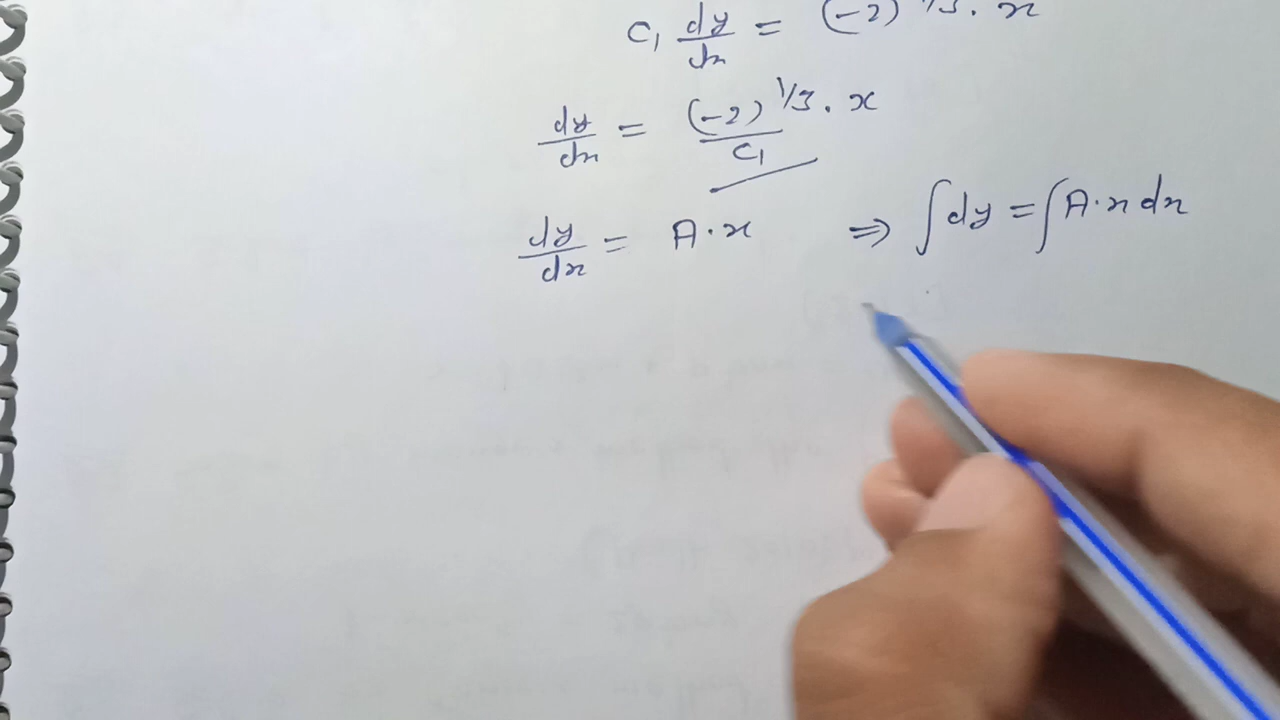 C₁ dy/dx = (-2)^1/3 . x
dy/dx = (-2)^1/3 . x / C₁
dy/dx = A·x ⇒ ∫dy = ∫A·x dx